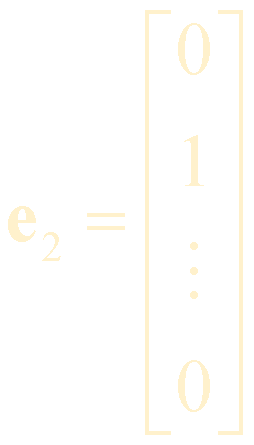 0
1
e₂ =
⋮
0